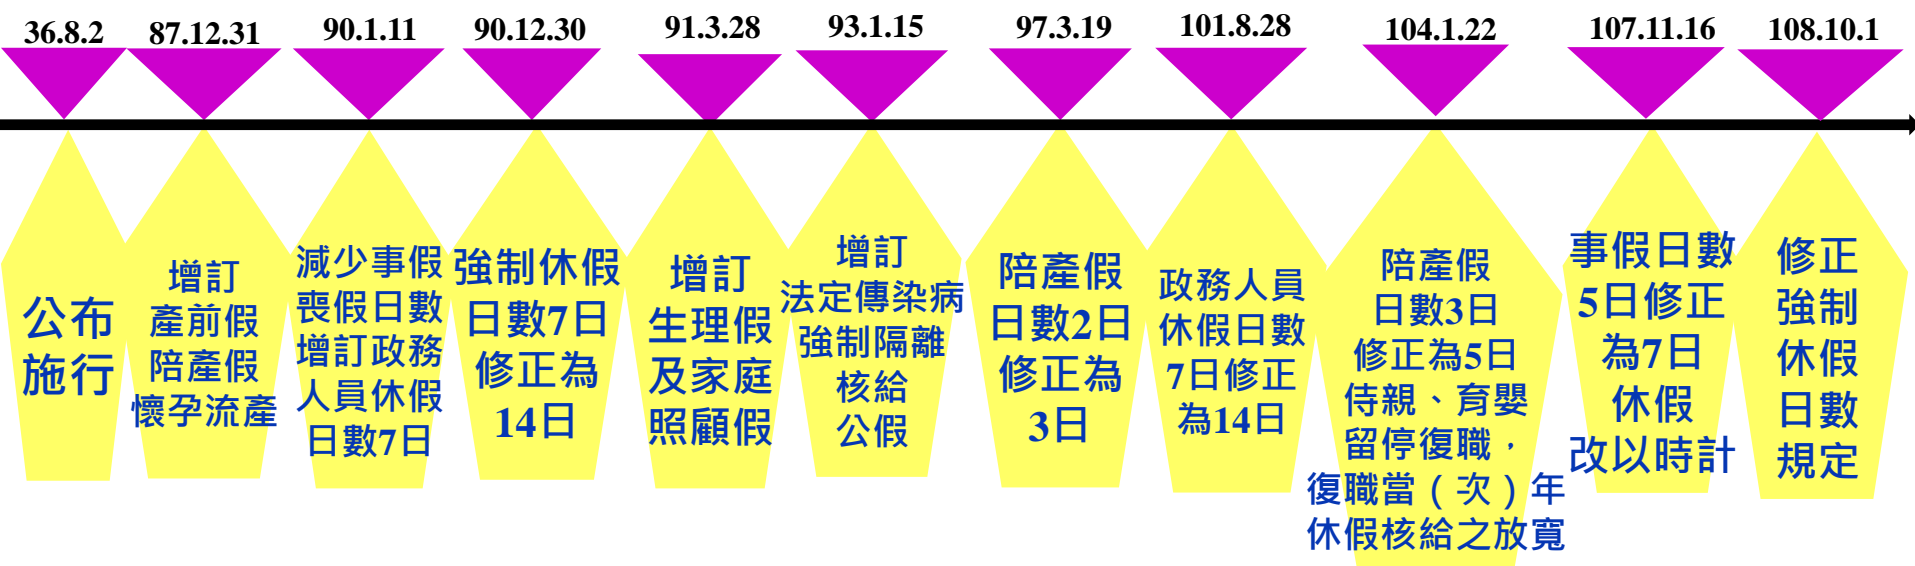 36.8.2
87.12.31
90.1.11
90.12.30
91.3.28
93.1.15
97.3.19
101.8.28
104.1.22
107.11.16
108.10.1
公布
施行
增訂
產前假
陪產假
懷孕流產
減少事假
喪假日數
增訂政務
人員休假
日數7日
強制休假
日數7日
修正為
14日
增訂
生理假
及家庭
照顧假
增訂
法定傳染病
強制隔離
核給
公假
陪產假
日數2日
修正為
3日
政務人員
休假日數
7日修正
為14日
陪產假
日數3日
修正為5日
侍親、育嬰
留停復職，
復職當（次）年
休假核給之放寬
事假日數
5日修正
為7日
休假
改以時計
修正
強制
休假
日數
規定